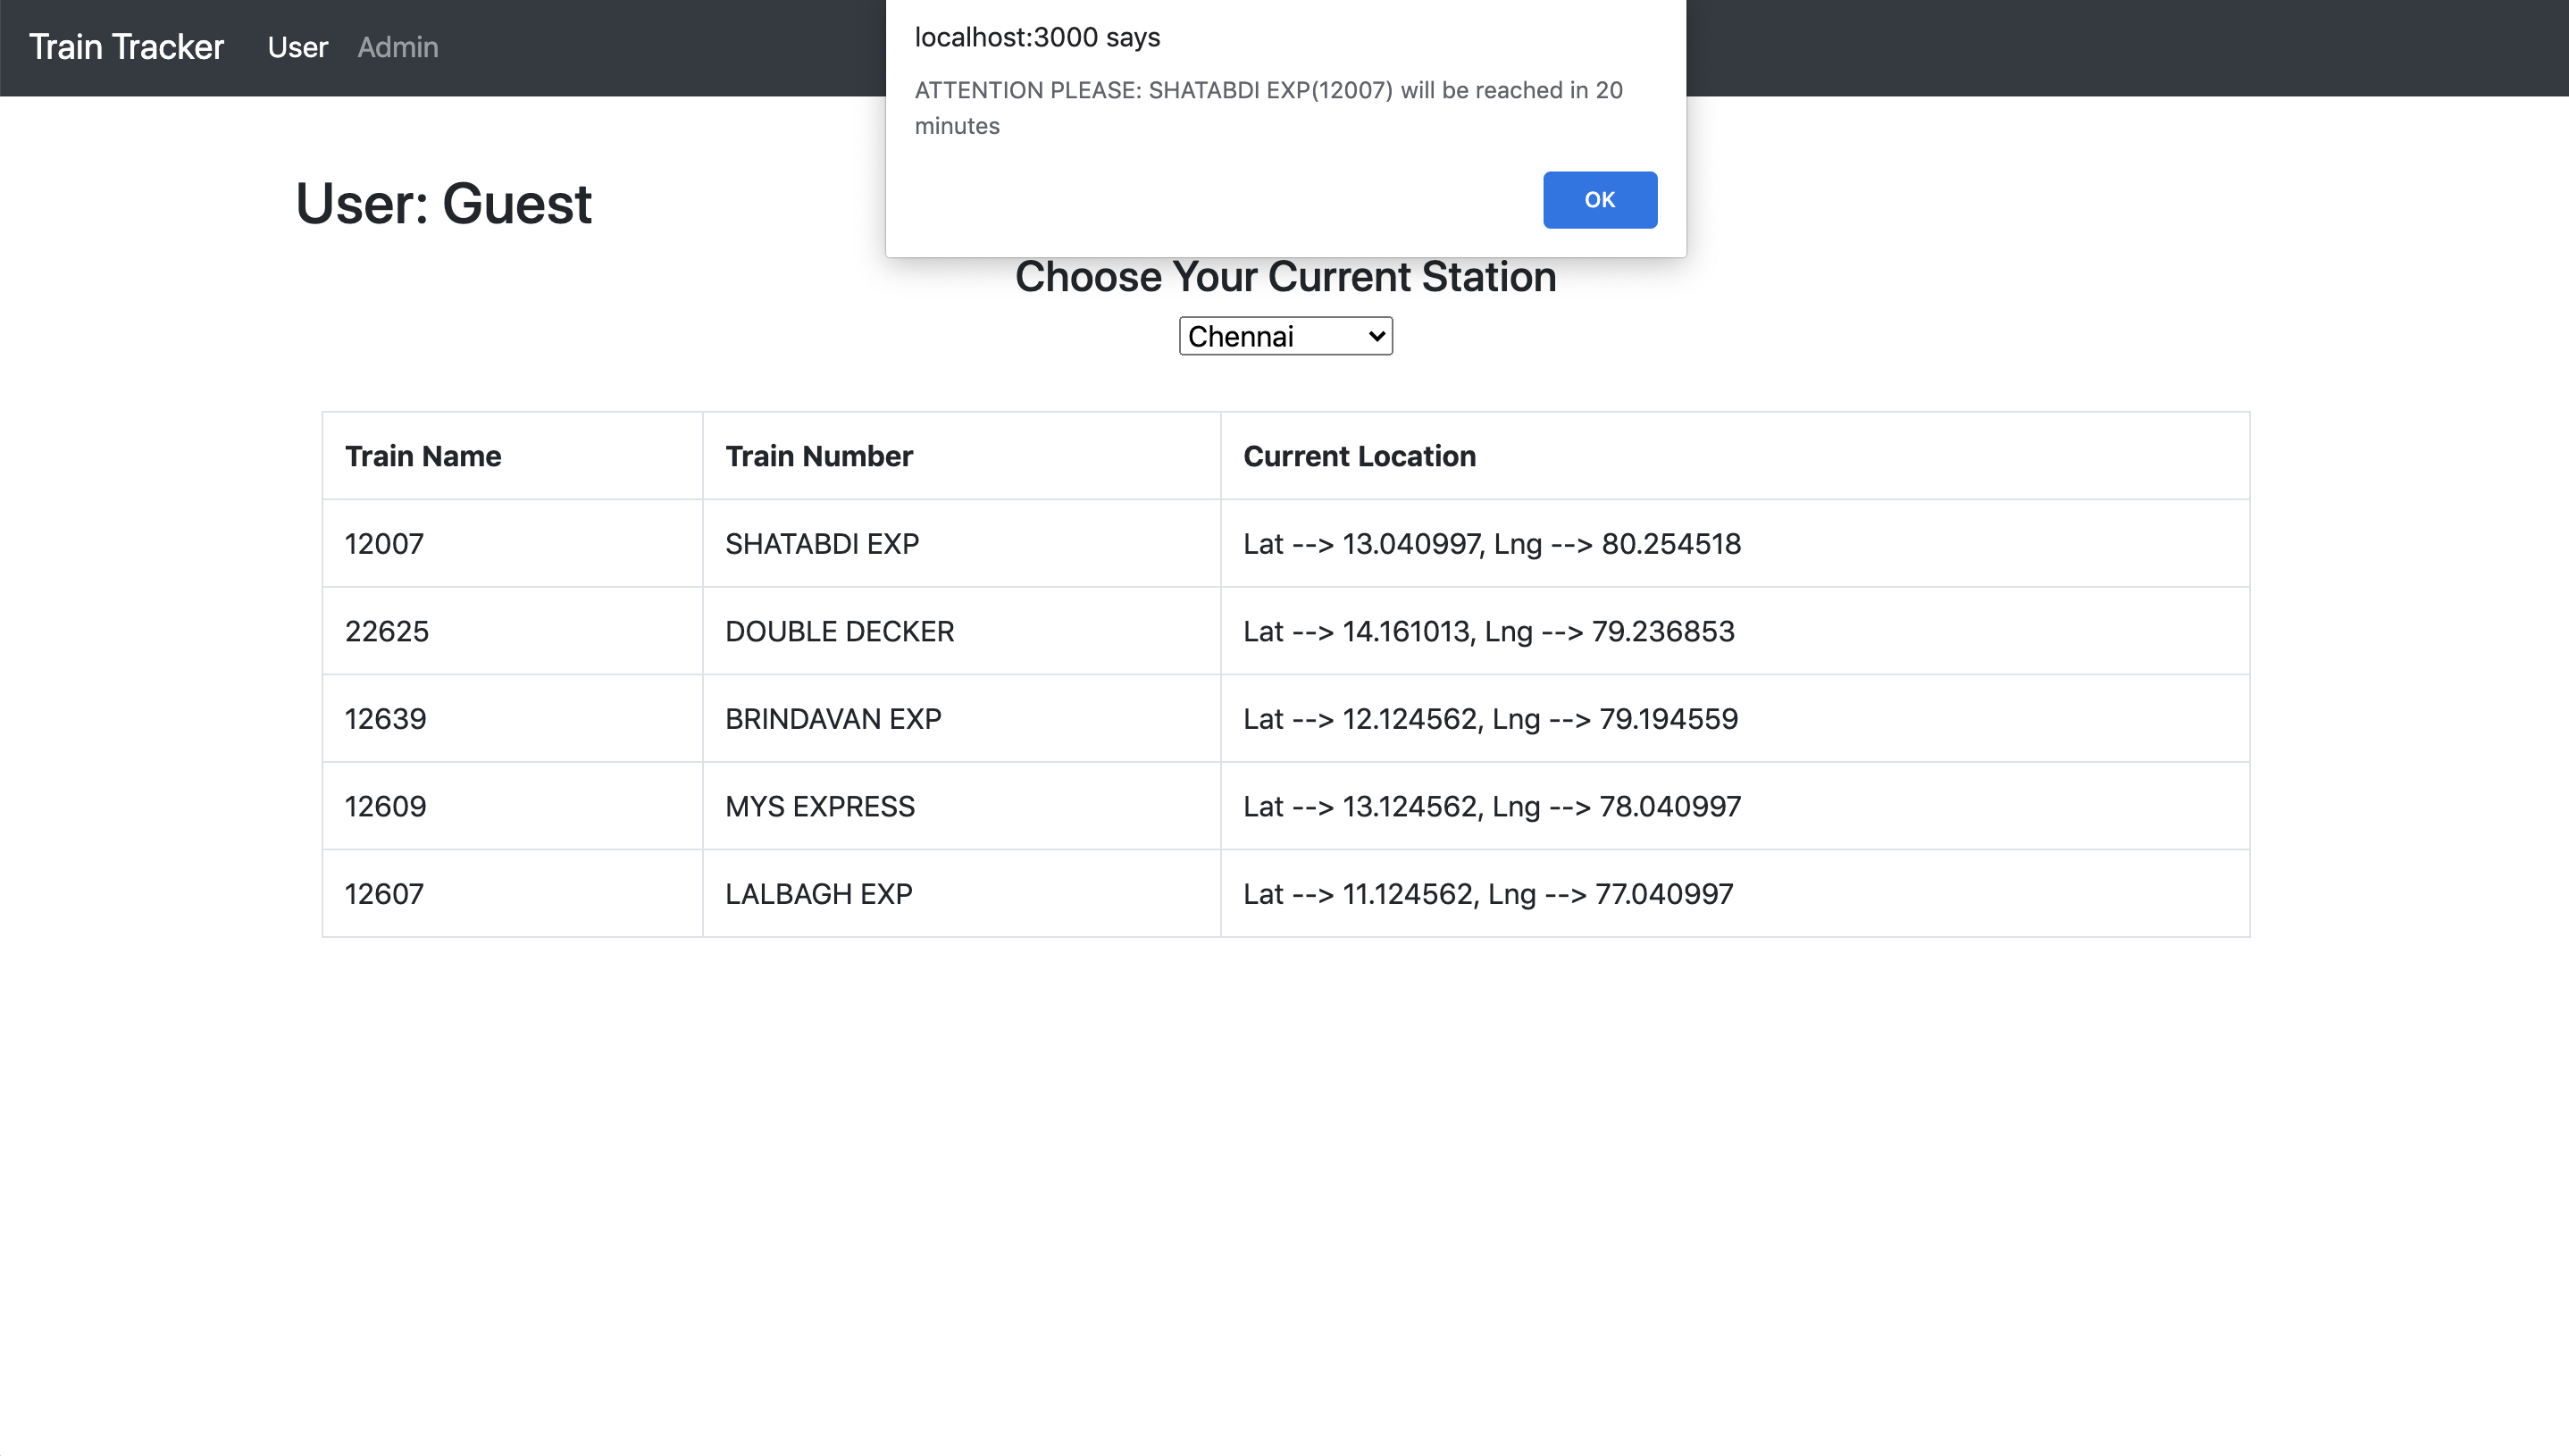 Train Tracker User Admin
localhost:3000 says
ATTENTION PLEASE: SHATABDI EXP(12007) will be reached in 20
minutes
OK
User: Guest
Choose Your Current Station
Chennai
Train Name Train Number Current Location
12007 SHATABDI EXP Lat --> 13.040997, Lng --> 80.254518
22625 DOUBLE DECKER Lat --> 14.161013, Lng --> 79.236853
12639 BRINDAVAN EXP Lat --> 12.124562, Lng --> 79.194559
12609 MYS EXPRESS Lat --> 13.124562, Lng --> 78.040997
12607 LALBAGH EXP Lat --> 11.124562, Lng --> 77.040997